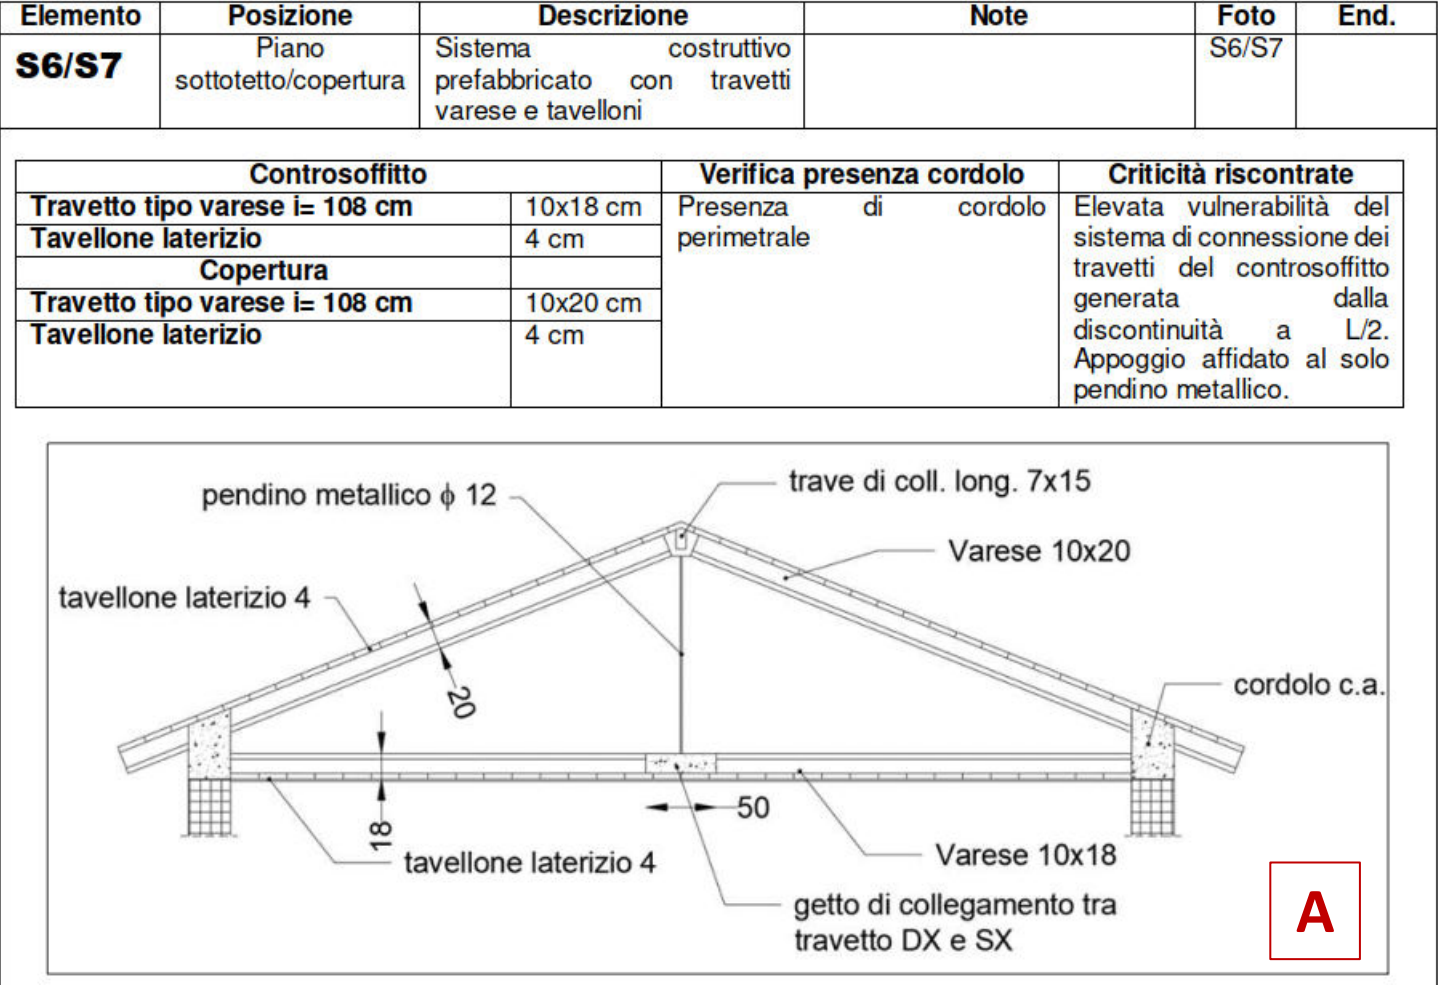 Elemento Posizione Descrizione Note Foto End.
S6/S7 Piano Sistema costruttivo S6/S7
sottotetto/copertura prefabbricato con travetti
varese e tavelloni
Controsoffitto Verifica presenza cordolo Criticità riscontrate
Travetto tipo varese i= 108 cm 10x18 cm Presenza di cordolo Elevata vulnerabilità del
Tavellone laterizio 4 cm perimetrale sistema di connessione dei
Copertura travetti del controsoffitto
Travetto tipo varese i= 108 cm 10x20 cm generata dalla
Tavellone laterizio 4 cm discontinuità a L/2.
Appoggio affidato al solo
pendino metallico.
trave di coll. long. 7x15
pendino metallico ϕ 12
Varese 10x20
tavellone laterizio 4
20
cordolo c.a.
50
18
tavellone laterizio 4
Varese 10x18
getto di collegamento tra
travetto DX e SX
A